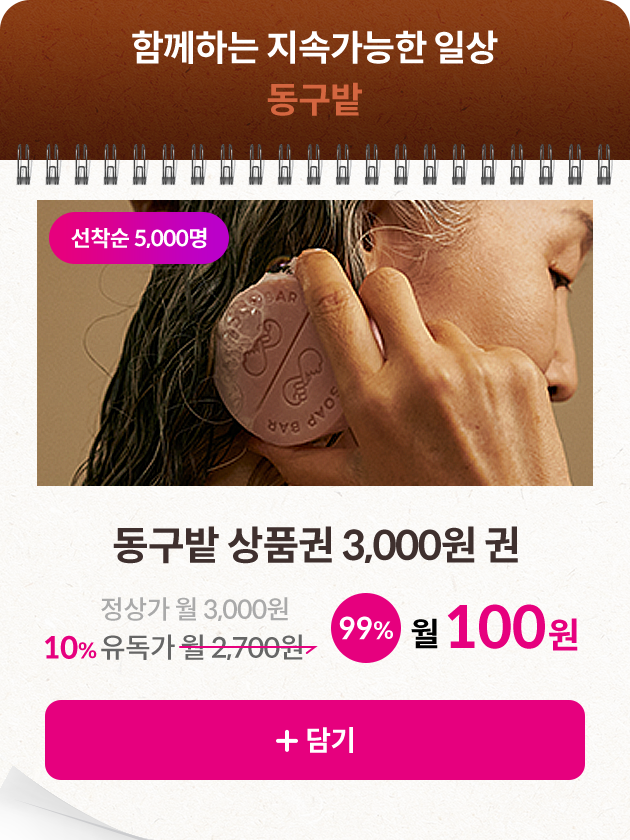 함께하는 지속가능한 일상
동구밭
선착순 5,000명
SOAP BAR
동구밭 상품권 3,000원 권
정상가 월 3,000원
10% 유독가 월 2,700원
99% 월 100원
+ 담기